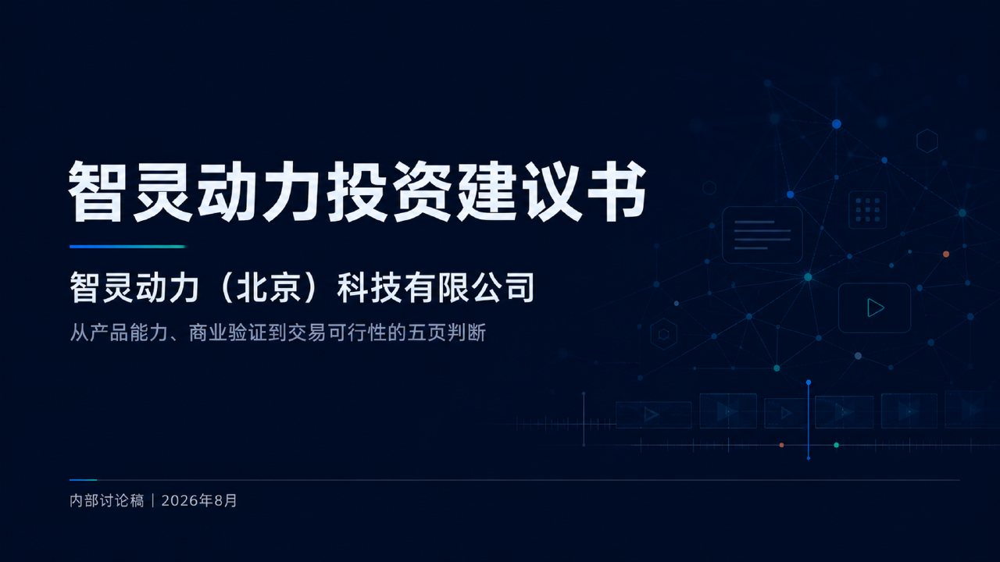 智灵动力投资建议书
智灵动力（北京）科技有限公司
从产品能力、商业验证到交易可行性的五页判断
内部讨论稿｜2026年8月